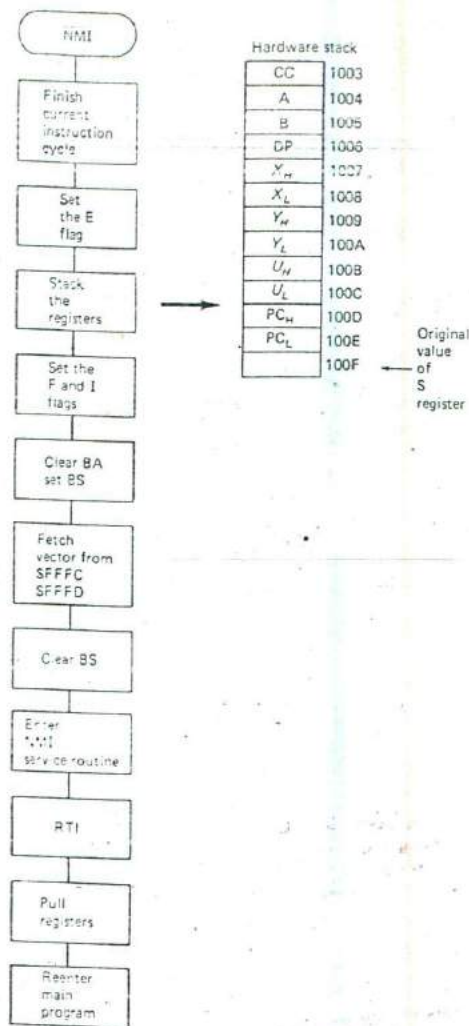 NMI
Finish
current
instruction
cycle
Set
the E
flag
Stack
the
registers
Set the
F and I
flags
Clear BA
set BS
Fetch
vector from
SFFFC
SFFFD
Clear BS
Enter
NMI
service routine
RTI
Pull
registers
Reenter
main
program
Hardware stack
CC 1003
A 1004
B 1005
DP 1006
X_H 1007
X_L 1008
Y_H 1009
Y_L 100A
U_H 100B
U_L 100C
PC_H 100D
PC_L 100E
100F
Original
value
of
S
register